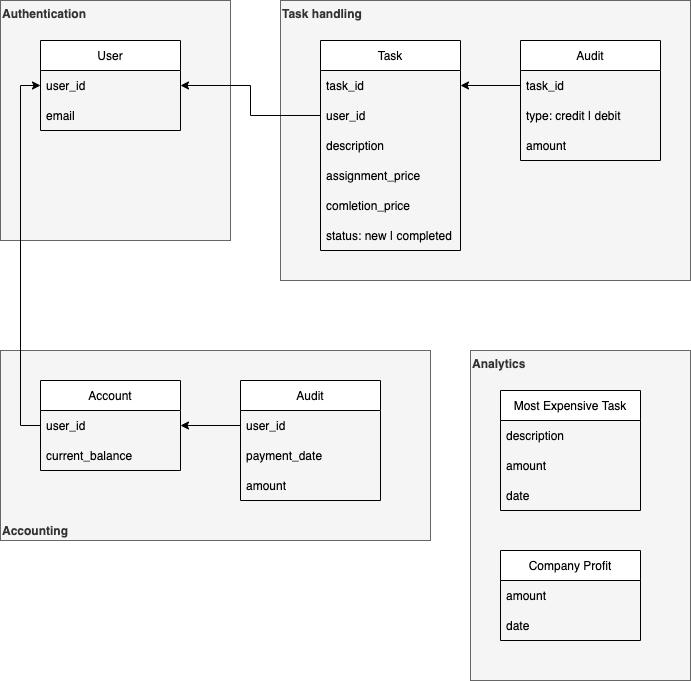 Authentication
User
user_id
email
Task handling
Task
task_id
user_id
description
assignment_price
comletion_price
status: new | completed
Audit
task_id
type: credit | debit
amount
Account
user_id
current_balance
Audit
user_id
payment_date
amount
Accounting
Analytics
Most Expensive Task
description
amount
date
Company Profit
amount
date